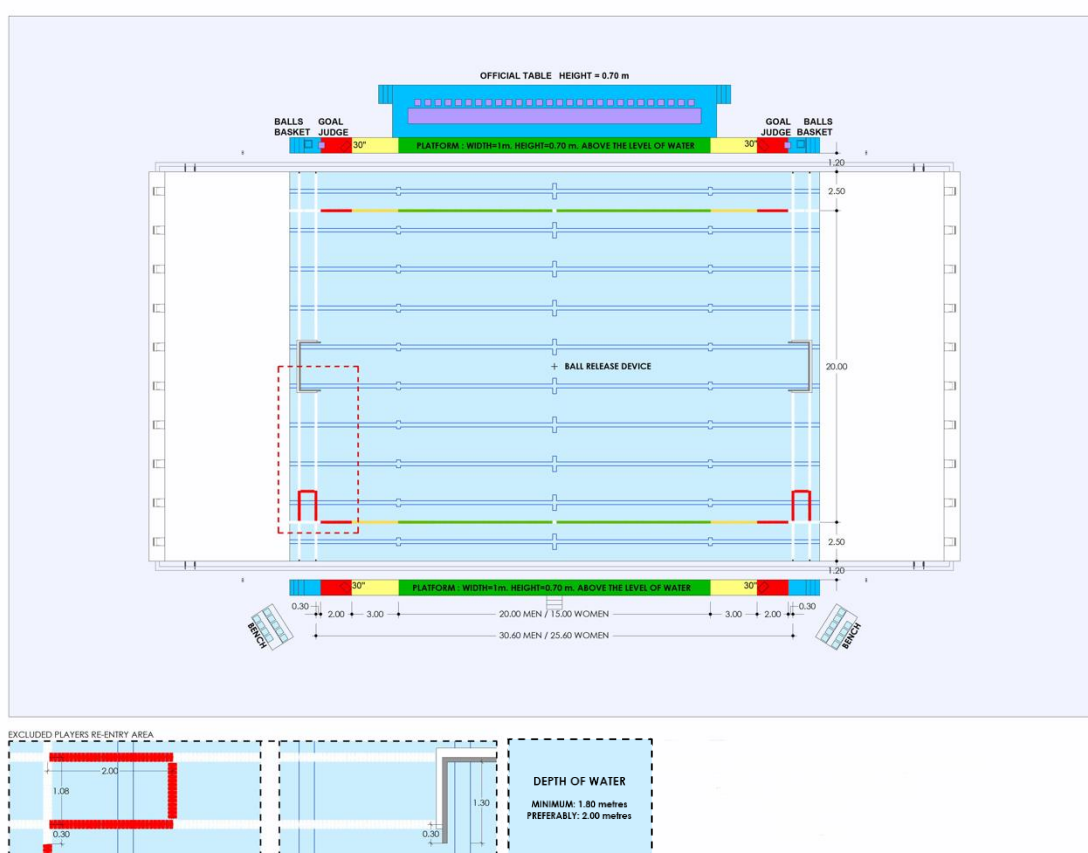 OFFICIAL TABLE HEIGHT = 0.70 m
BALLS BASKET
GOAL JUDGE
GOAL JUDGE
BALLS BASKET
30"
PLATFORM : WIDTH=1m. HEIGHT=0.70 m. ABOVE THE LEVEL OF WATER
30"
1.20
2.50
BALL RELEASE DEVICE
20.00
2.50
1.20
30"
PLATFORM : WIDTH=1m. HEIGHT=0.70 m. ABOVE THE LEVEL OF WATER
30"
0.30
2.00
3.00
20.00 MEN / 15.00 WOMEN
3.00
2.00
0.30
BENCH
30.60 MEN / 25.60 WOMEN
BENCH
EXCLUDED PLAYERS RE-ENTRY AREA
2.00
1.08
0.30
1.30
0.30
DEPTH OF WATER
MINIMUM: 1.80 metres
PREFERABLY: 2.00 metres